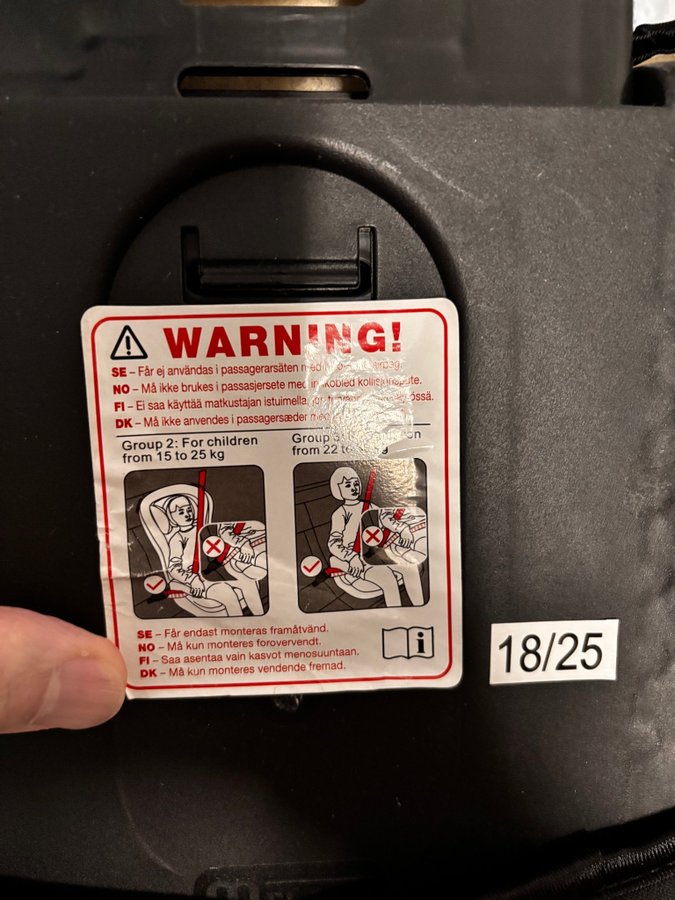 WARNING!
SE – Får ej användas i passagerarsäten med
NO – Må ikke brukes i passasjersete med innkobled kollisjonspute.
FI – Ei saa käyttää matkustajan istuimella,
DK – Må ikke anvendes i passagersæder med
Group 2: For children
from 15 to 25 kg
Group
from 22 to
SE – Får endast monteras framåtvänd.
NO – Må kun monteres forovervendt.
FI – Saa asentaa vain kasvot menosuuntaan.
DK – Må kun monteres vendende fremad.
i
18/25